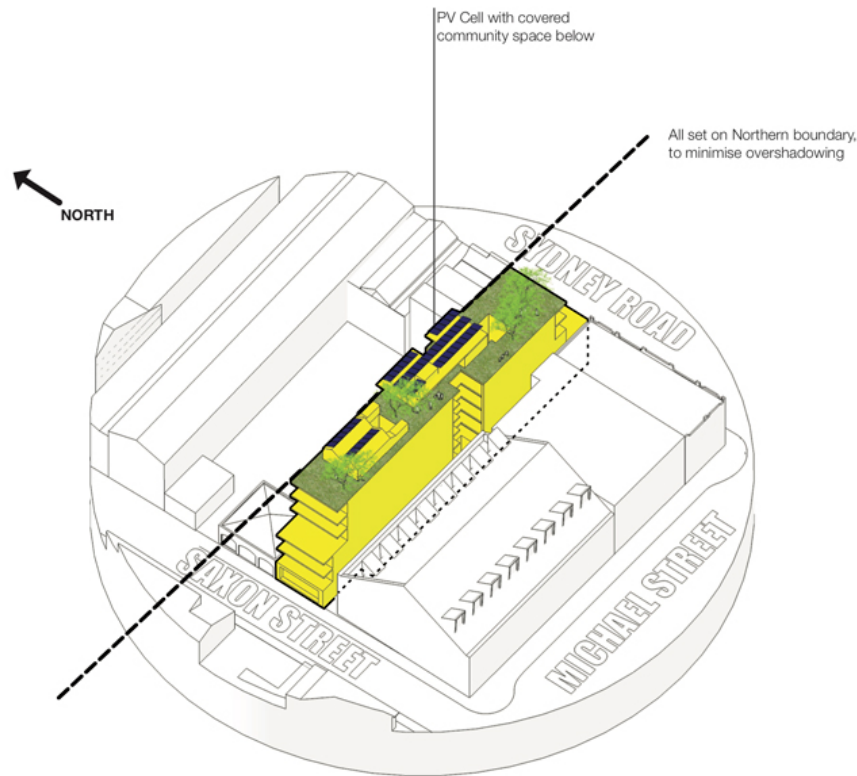 PV Cell with covered
community space below
All set on Northern boundary,
to minimise overshadowing
NORTH
SYDNEY ROAD
SAXON STREET
MICHAEL STREET